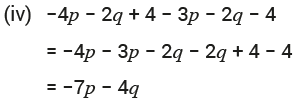 (iv) −4p − 2q + 4 − 3p − 2q − 4
= −4p − 3p − 2q − 2q + 4 − 4
= −7p − 4q